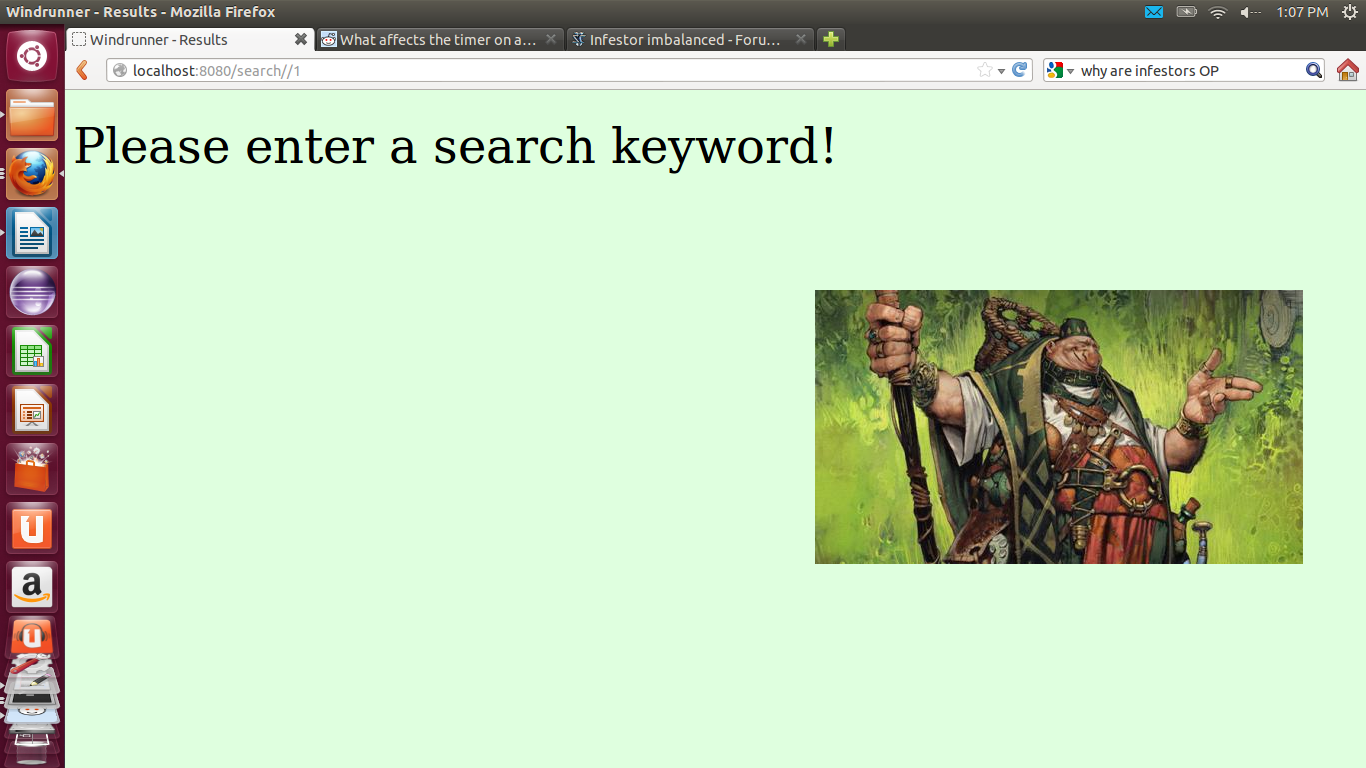 Windrunner - Results - Mozilla Firefox
1:07 PM
Windrunner - Results
What affects the timer on a...
Infestor imbalanced - Foru...
localhost:8080/search//1
why are infestors OP
Please enter a search keyword!